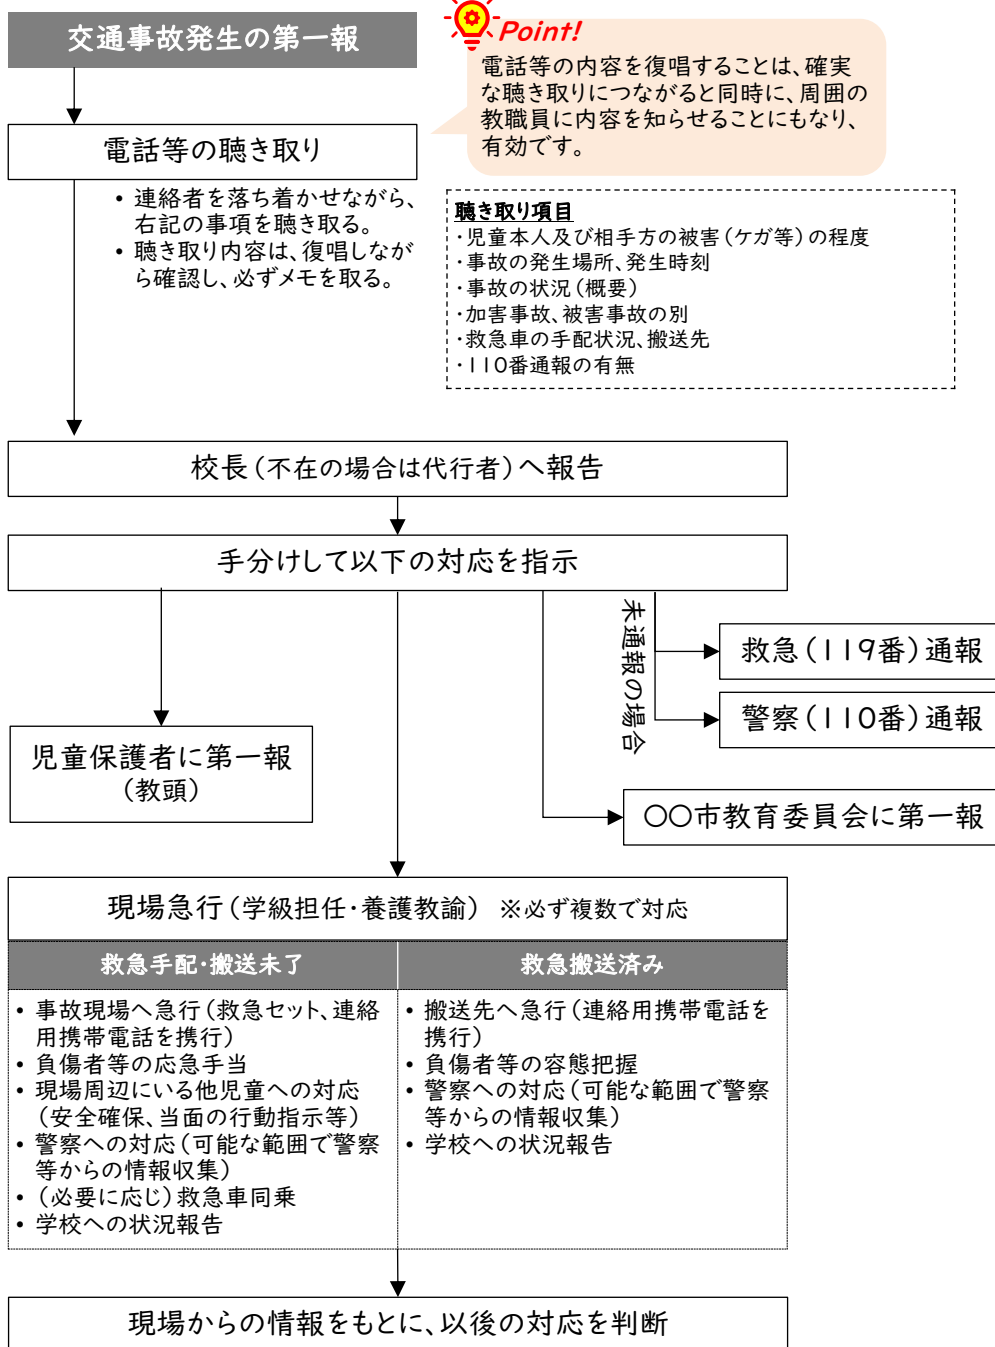 交通事故発生の第一報
Point!
電話等の内容を復唱することは、確実
な聴き取りにつながると同時に、周囲の
教職員に内容を知らせることにもなり、
有効です。
電話等の聴き取り
• 連絡者を落ち着かせながら、
右記の事項を聴き取る。
• 聴き取り内容は、復唱しなが
ら確認し、必ずメモを取る。
聴き取り項目
・児童本人及び相手方の被害(ケガ等)の程度
・事故の発生場所、発生時刻
・事故の状況(概要)
・加害事故、被害事故の別
・救急車の手配状況、搬送先
・110番通報の有無
校長(不在の場合は代行者)へ報告
手分けして以下の対応を指示
未通報の場合
救急(119番)通報
警察(110番)通報
児童保護者に第一報
(教頭)
〇〇市教育委員会に第一報
現場急行(学級担任・養護教諭) ※必ず複数で対応
救急手配・搬送未了
• 事故現場へ急行(救急セット、連絡
用携帯電話を携行)
• 負傷者等の応急手当
• 現場周辺にいる他児童への対応
(安全確保、当面の行動指示等)
• 警察への対応(可能な範囲で警察
等からの情報収集)
• (必要に応じ)救急車同乗
• 学校への状況報告
救急搬送済み
• 搬送先へ急行(連絡用携帯電話を
携行)
• 負傷者等の容態把握
• 警察への対応(可能な範囲で警察
等からの情報収集)
• 学校への状況報告
現場からの情報をもとに、以後の対応を判断